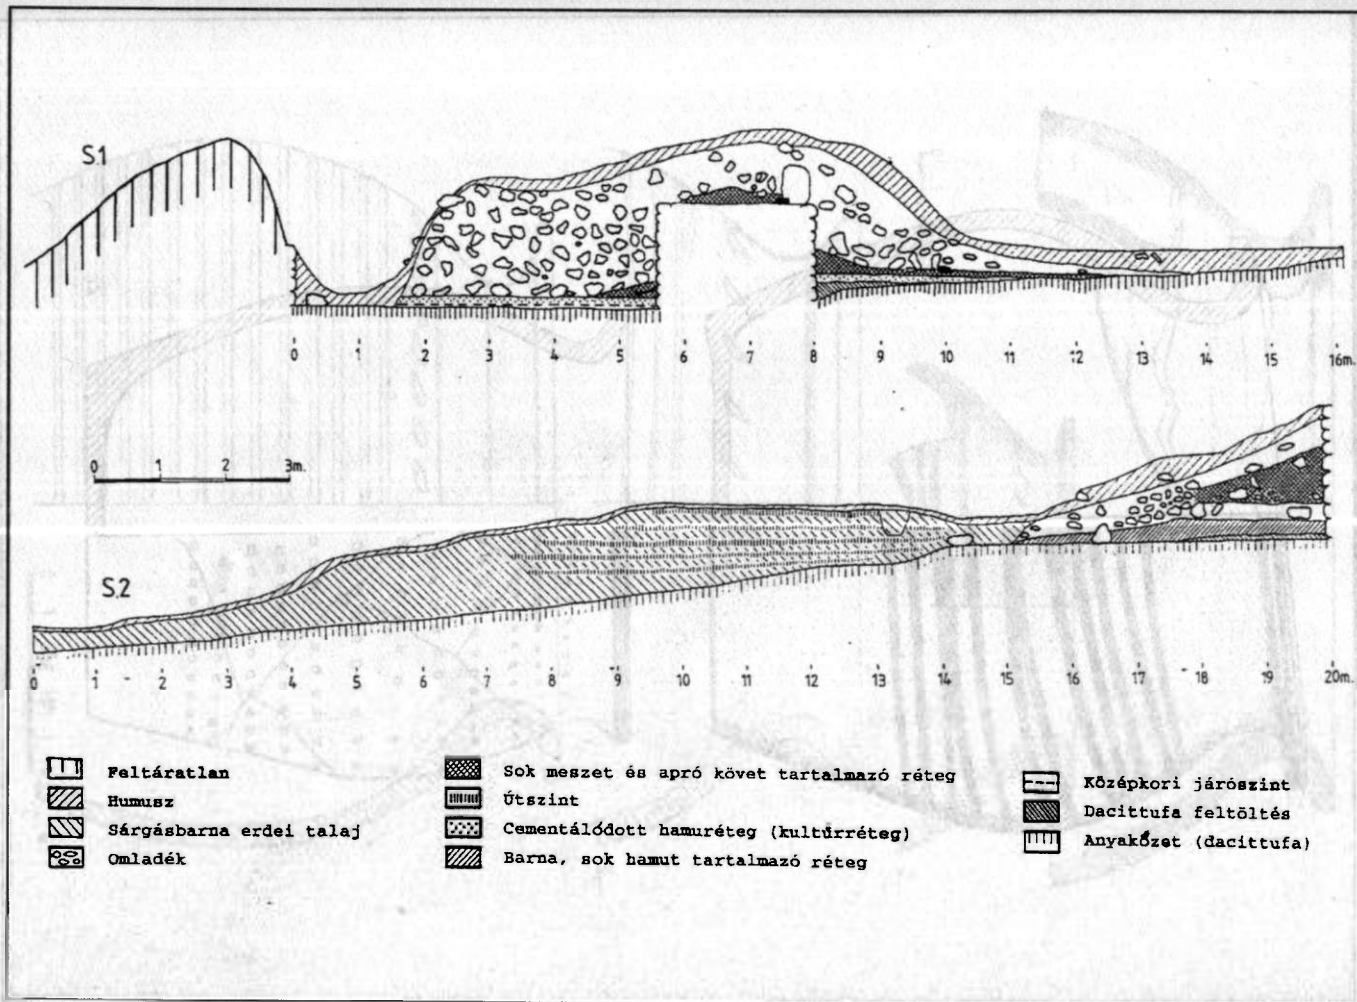 S1
0 1 2 3 4 5 6 7 8 9 10 11 12 13 14 15 16m.
0 1 2 3m.
S2
0 1 2 3 4 5 6 7 8 9 10 11 12 13 14 15 16 17 18 19 20m.
Feltáratlan
Humusz
Sárgásbarna erdei talaj
Omladék
Sok meszet és apró követ tartalmazó réteg
Útszint
Cementálódott hamuréteg (kultúrréteg)
Barna, sok hamut tartalmazó réteg
Középkori járószint
Dacittufa feltöltés
Anyakőzet (dacittufa)